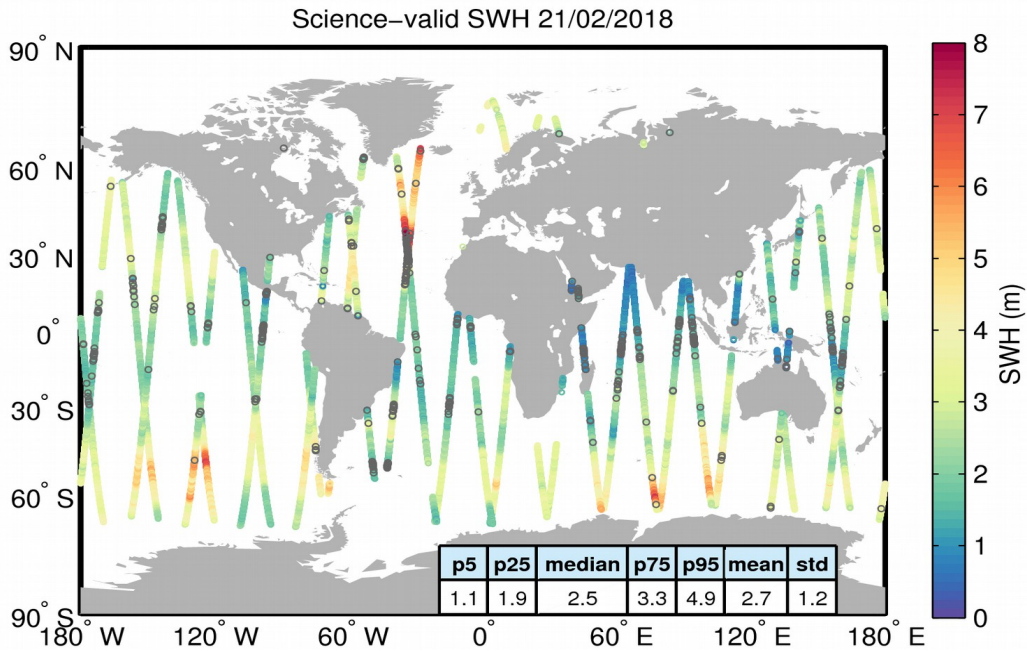 Science−valid SWH 21/02/2018
90° N
60° N
30° N
0°
30° S
60° S
90° S
180° W
120° W
60° W
0°
60° E
120° E
180° E
8
7
6
5
4
3
2
1
0
SWH (m)
p5 p25 median p75 p95 mean std
1.1 1.9 2.5 3.3 4.9 2.7 1.2